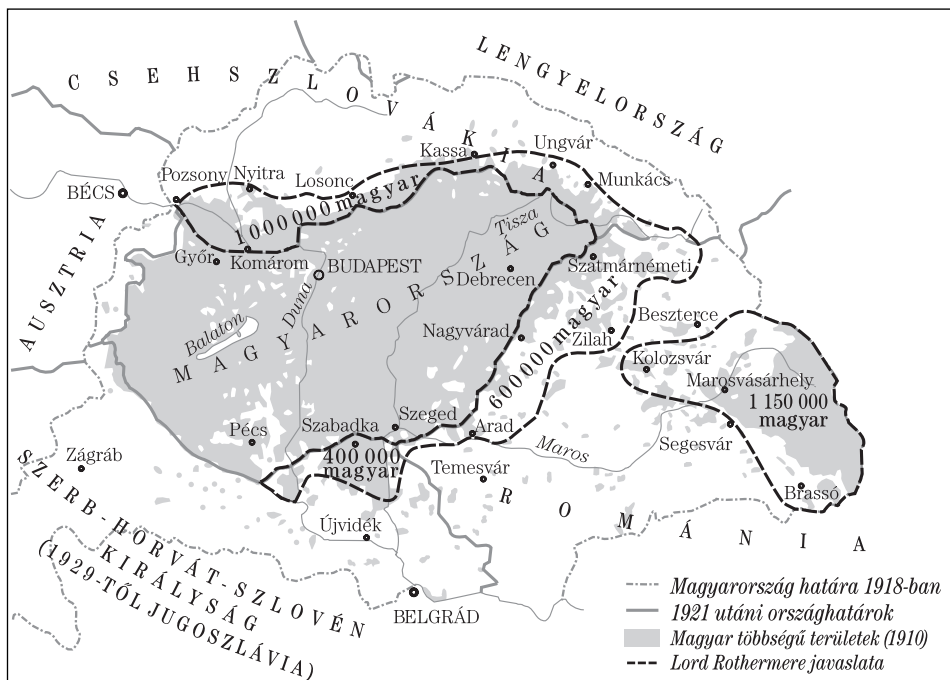 CSEHSZLOVÁKIA
LENGYELORSZÁG
Kassa
Ungvár
Munkács
Pozsony
Nyitra
Losonc
BÉCS
1 000 000 magyar
AUSZTRIA
Győr
Komárom
BUDAPEST
Tisza
Debrecen
Szatmárnémeti
Duna
Balaton
MAGYARORSZÁG
Nagyvárad
600 000 magyar
Zilah
Beszterce
Kolozsvár
Marosvásárhely
1 150 000
magyar
Segesvár
Brassó
Pécs
Szabadka
Szeged
Arad
400 000
magyar
Maros
Temesvár
Zágráb
Újvidék
ROMÁNIA
BELGRÁD
SZERB-HORVÁT-SZLOVÉN
KIRÁLYSÁG
(1929-TŐL JUGOSZLÁVIA)
Magyarország határa 1918-ban
1921 utáni országhatárok
Magyar többségű területek (1910)
Lord Rothermere javaslata